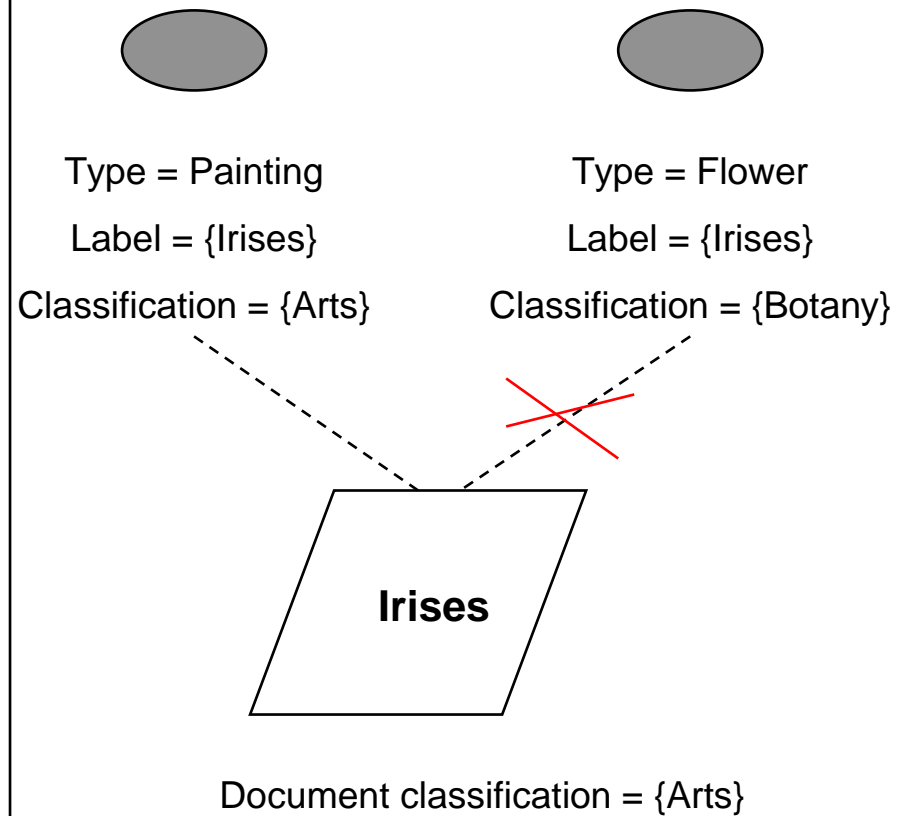 Type = Painting
Label = {Irises}
Classification = {Arts}
Type = Flower
Label = {Irises}
Classification = {Botany}
Irises
Document classification = {Arts}